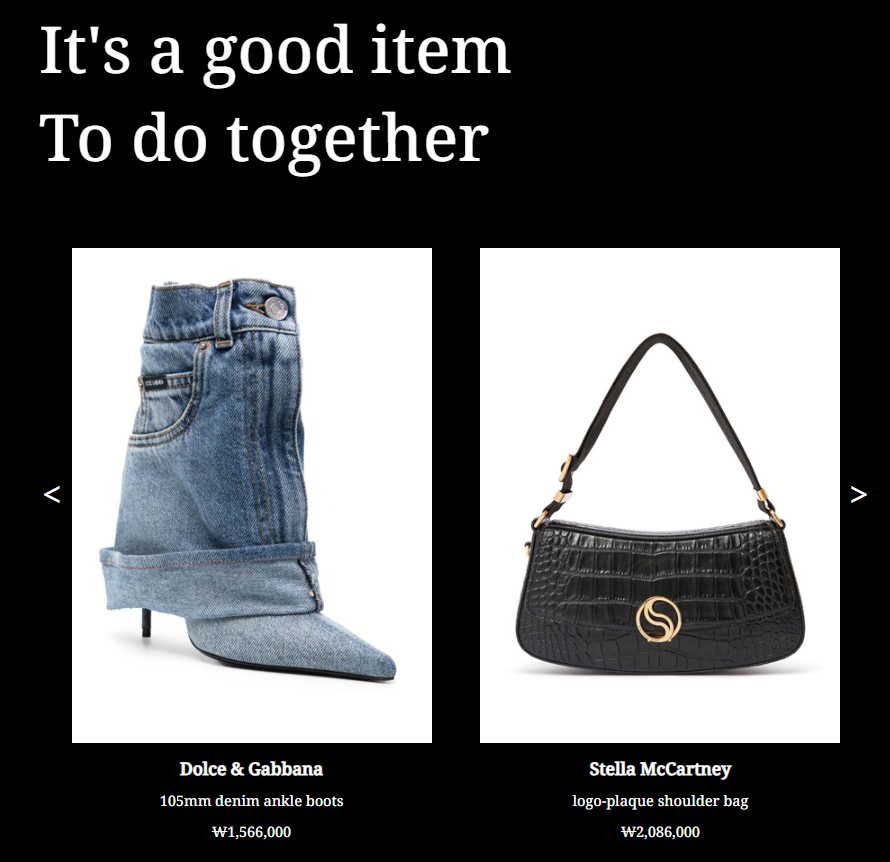 It's a good item
To do together
<
>
Dolce & Gabbana
105mm denim ankle boots
₩1,566,000
Stella McCartney
logo-plaque shoulder bag
₩2,086,000